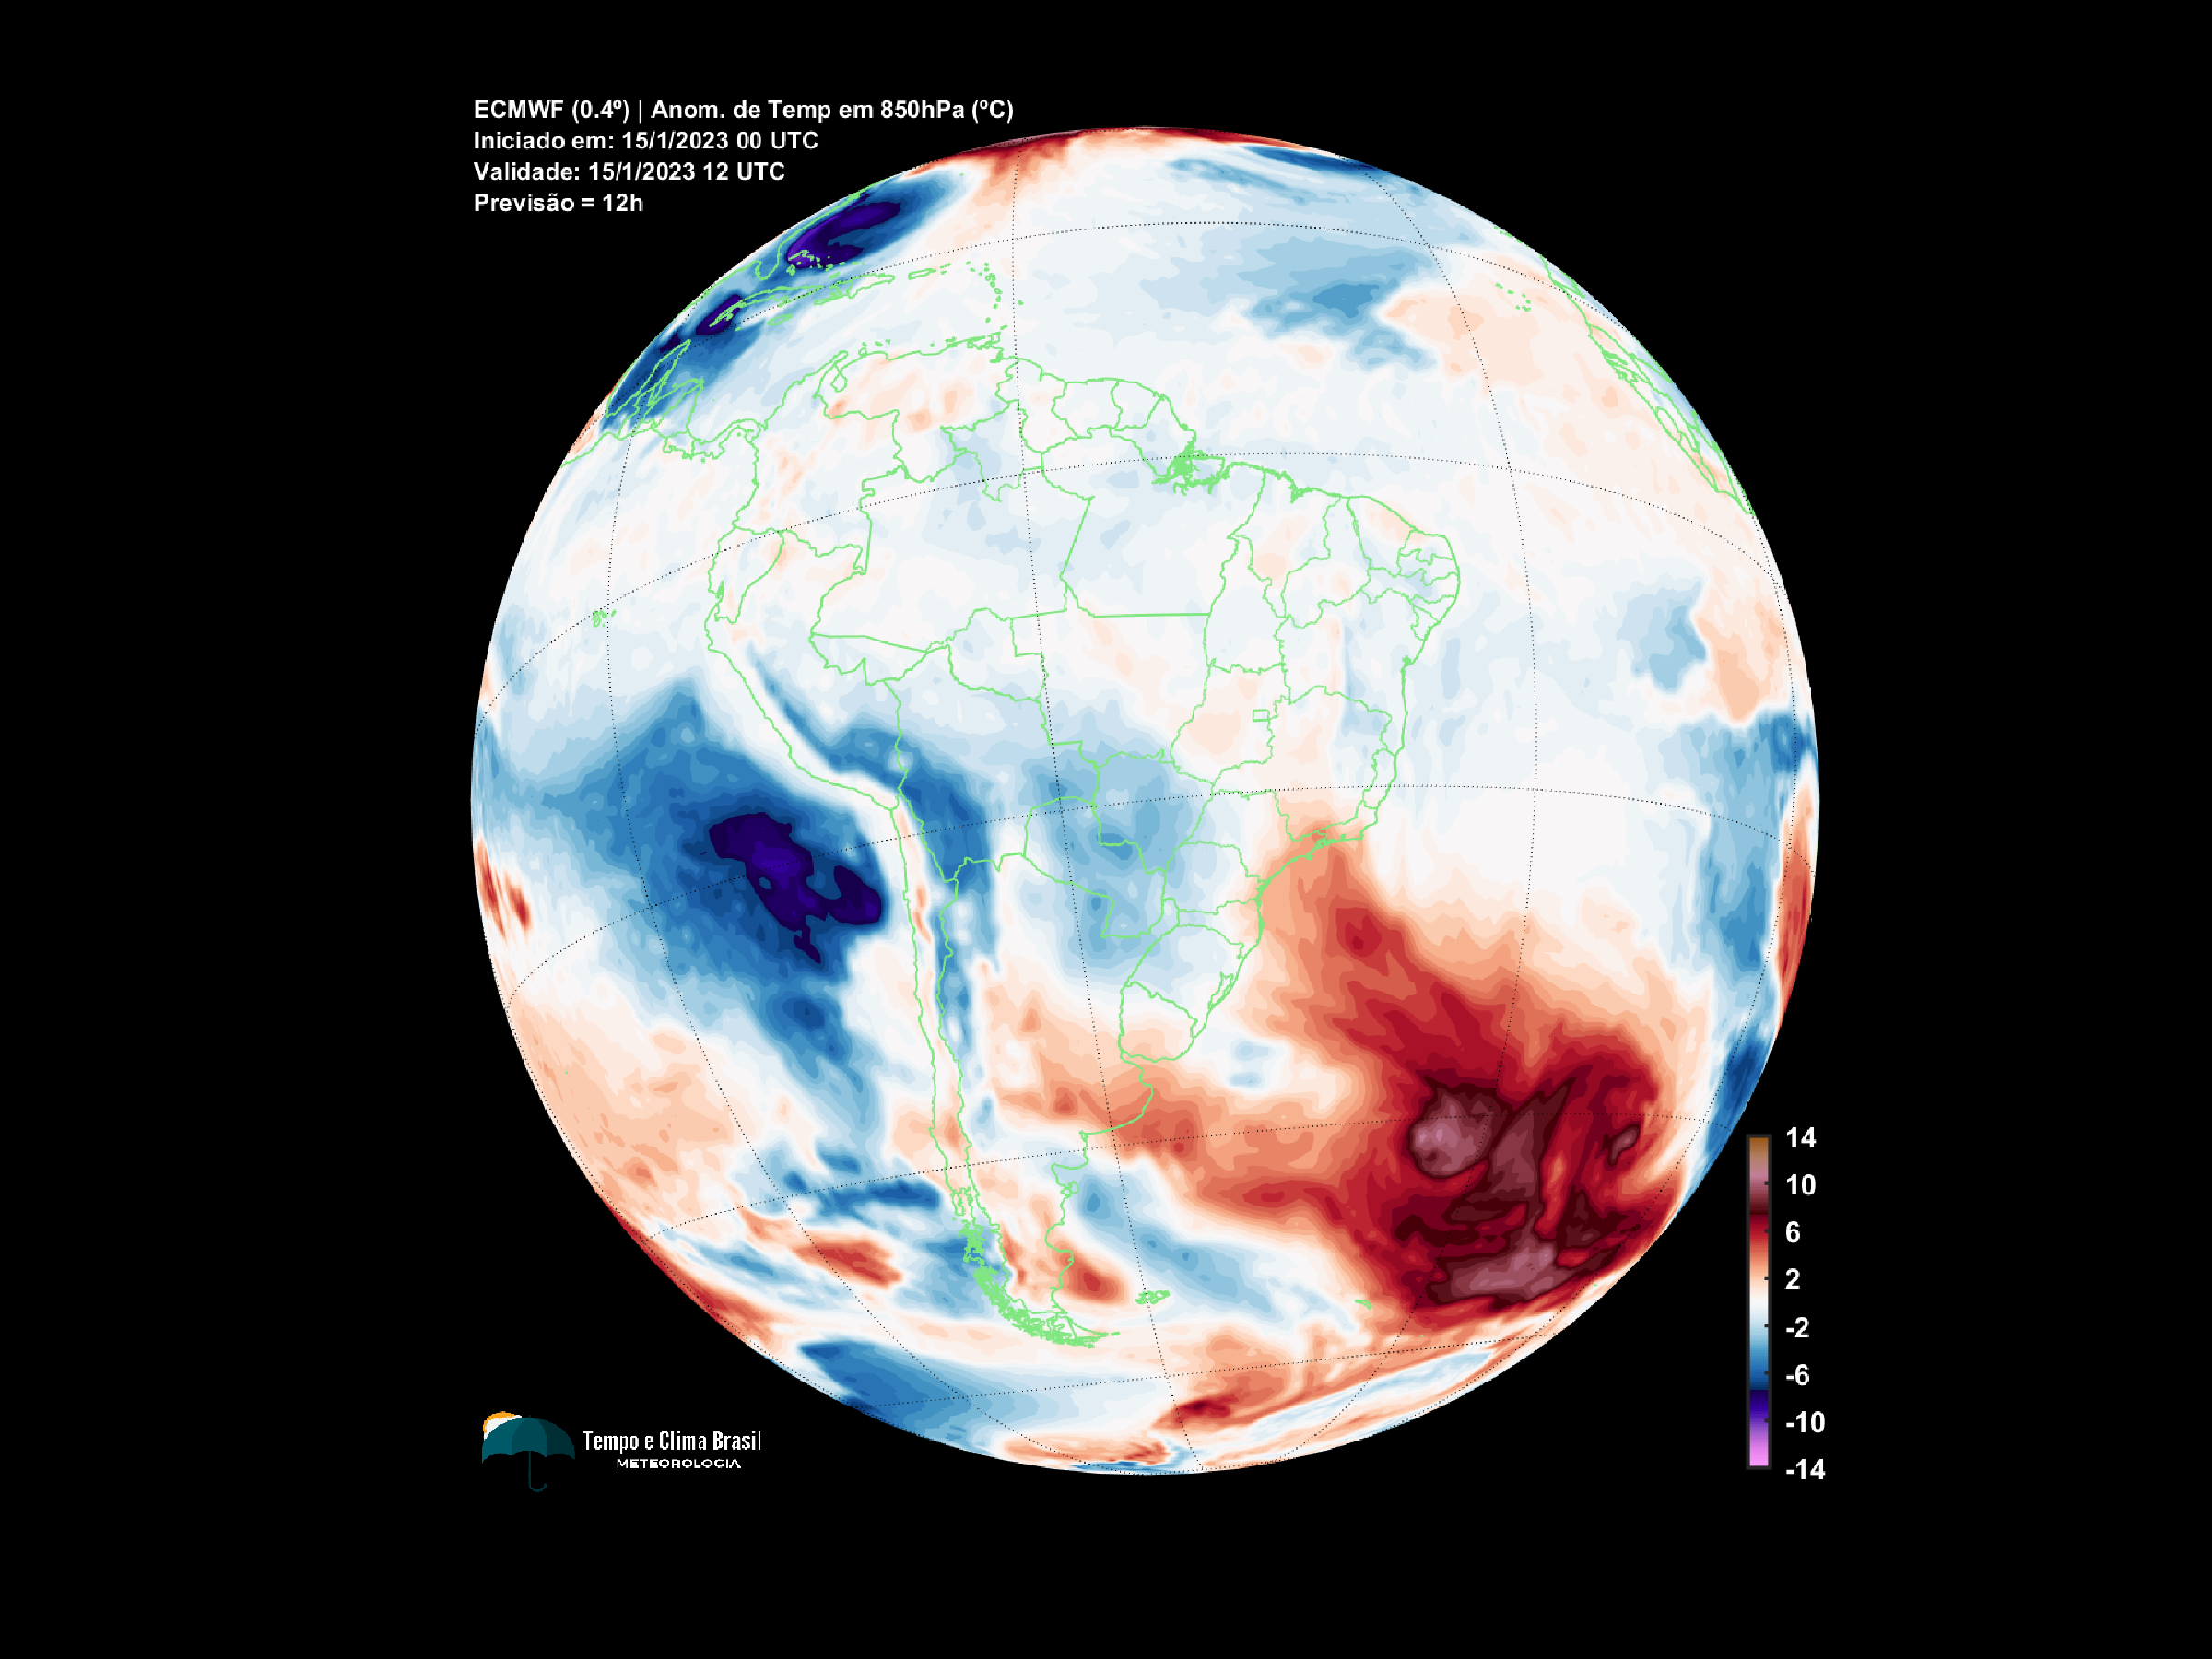 ECMWF (0.4º) | Anom. de Temp em 850hPa (ºC)
Iniciado em: 15/1/2023 00 UTC
Validade: 15/1/2023 12 UTC
Previsão = 12h
14
10
6
2
-2
-6
-10
-14
Tempo e Clima Brasil
METEOROLOGIA